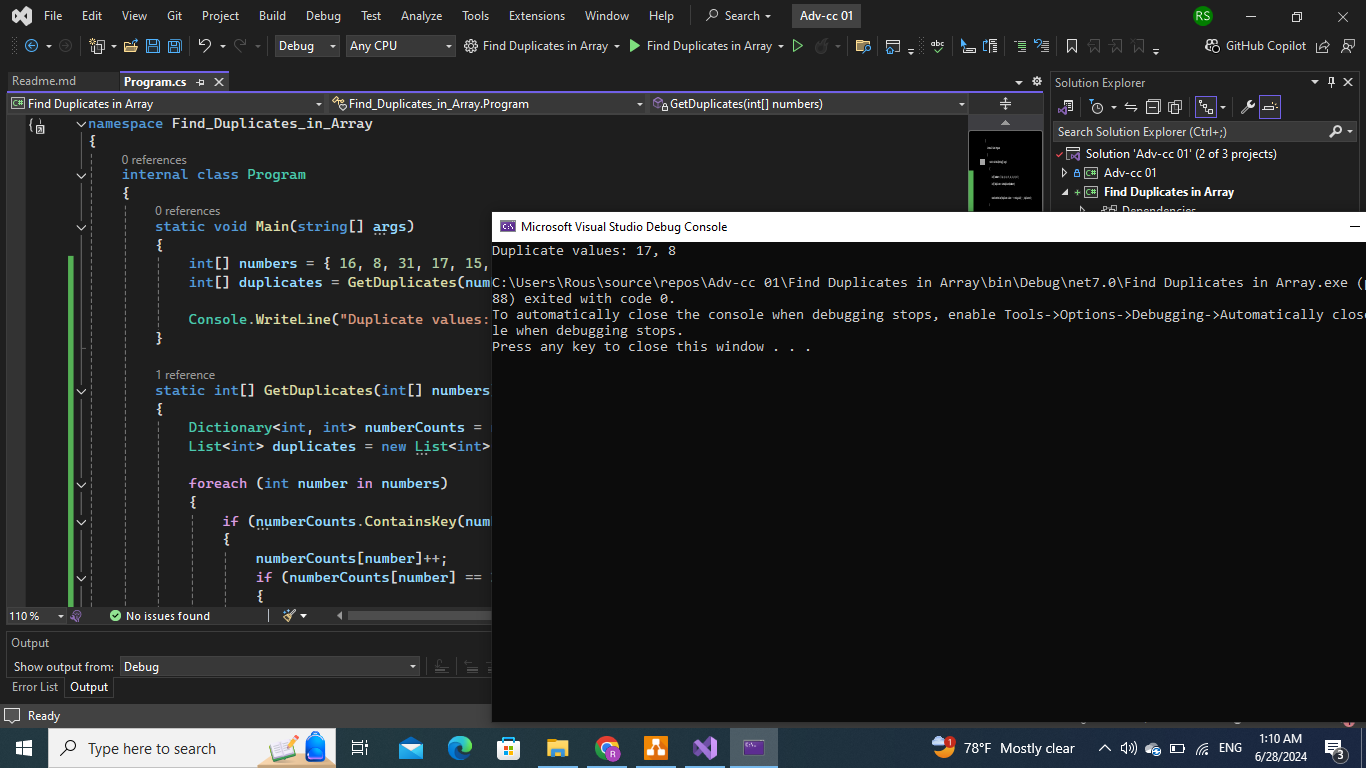 File Edit View Git Project Build Debug Test Analyze Tools Extensions Window Help Search Adv-cc 01 RS
Debug Any CPU Find Duplicates in Array Find Duplicates in Array GitHub Copilot
Readme.md Program.cs
Find Duplicates in Array Find_Duplicates_in_Array.Program GetDuplicates(int[] numbers)
namespace Find_Duplicates_in_Array
{
0 references
internal class Program
{
0 references
static void Main(string[] args)
{
int[] numbers = { 16, 8, 31, 17, 15,
int[] duplicates = GetDuplicates(num
Console.WriteLine("Duplicate values:
}
1 reference
static int[] GetDuplicates(int[] numbers
{
Dictionary<int, int> numberCounts =
List<int> duplicates = new List<int>
foreach (int number in numbers)
{
if (numberCounts.ContainsKey(num
{
numberCounts[number]++;
if (numberCounts[number] ==
{
110 % No issues found
Output
Show output from: Debug
Error List Output
Ready
Solution Explorer
Search Solution Explorer (Ctrl+;)
Solution 'Adv-cc 01' (2 of 3 projects)
Adv-cc 01
Find Duplicates in Array
Dependencies
Microsoft Visual Studio Debug Console
Duplicate values: 17, 8
C:\Users\Rous\source\repos\Adv-cc 01\Find Duplicates in Array\bin\Debug\net7.0\Find Duplicates in Array.exe (p
88) exited with code 0.
To automatically close the console when debugging stops, enable Tools->Options->Debugging->Automatically close
le when debugging stops.
Press any key to close this window . . .
Type here to search
78°F Mostly clear ENG 1:10 AM
6/28/2024
3